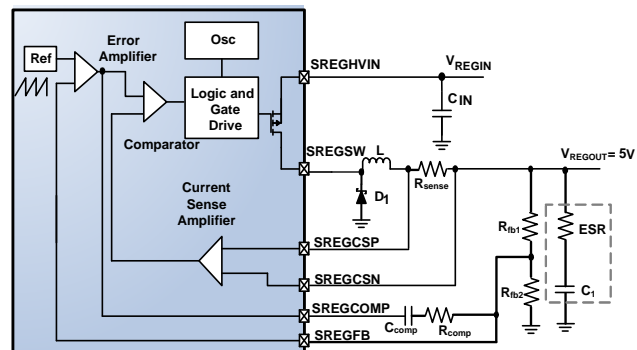 Ref
Error
Amplifier
Osc
Logic and
Gate
Drive
Comparator
Current
Sense
Amplifier
SREGHVIN
VREGIN
CIN
SREGSW
L
Rsense
D1
VREGOUT= 5V
Rfb1
ESR
Rfb2
C1
SREGCSP
SREGCSN
SREGCOMP
Ccomp
Rcomp
SREGFB